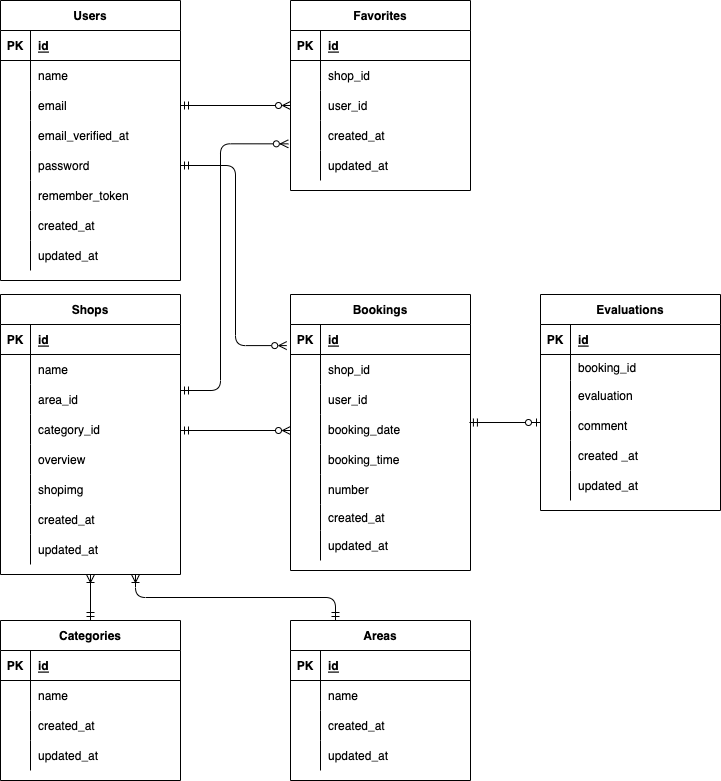 Users
PK id
name
email
email_verified_at
password
remember_token
created_at
updated_at
Favorites
PK id
shop_id
user_id
created_at
updated_at
Shops
PK id
name
area_id
category_id
overview
shopimg
created_at
updated_at
Bookings
PK id
shop_id
user_id
booking_date
booking_time
number
created_at
updated_at
Evaluations
PK id
booking_id
evaluation
comment
created _at
updated_at
Categories
PK id
name
created_at
updated_at
Areas
PK id
name
created_at
updated_at